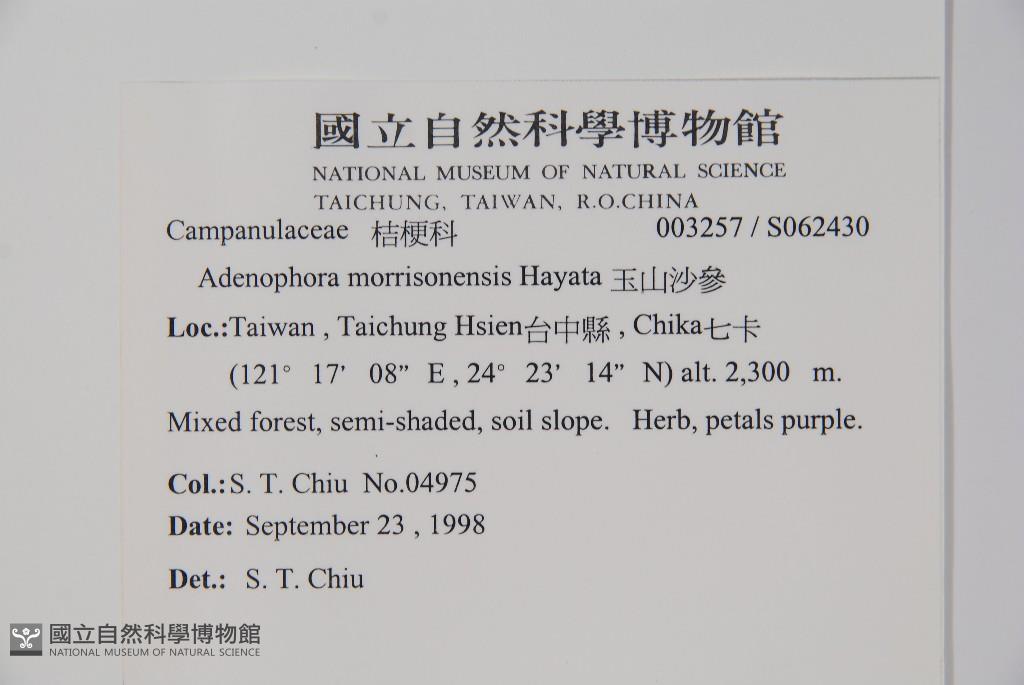 國立自然科學博物館
NATIONAL MUSEUM OF NATURAL SCIENCE
TAICHUNG, TAIWAN, R.O.CHINA
Campanulaceae 桔梗科 003257 / S062430
Adenophora morrisonensis Hayata 玉山沙參
Loc.:Taiwan , Taichung Hsien台中縣 , Chika七卡
(121° 17' 08” E , 24° 23' 14” N) alt. 2,300 m.
Mixed forest, semi-shaded, soil slope. Herb, petals purple.
Col.: S. T. Chiu No.04975
Date: September 23 , 1998
Det.: S. T. Chiu
國立自然科學博物館
NATIONAL MUSEUM OF NATURAL SCIENCE